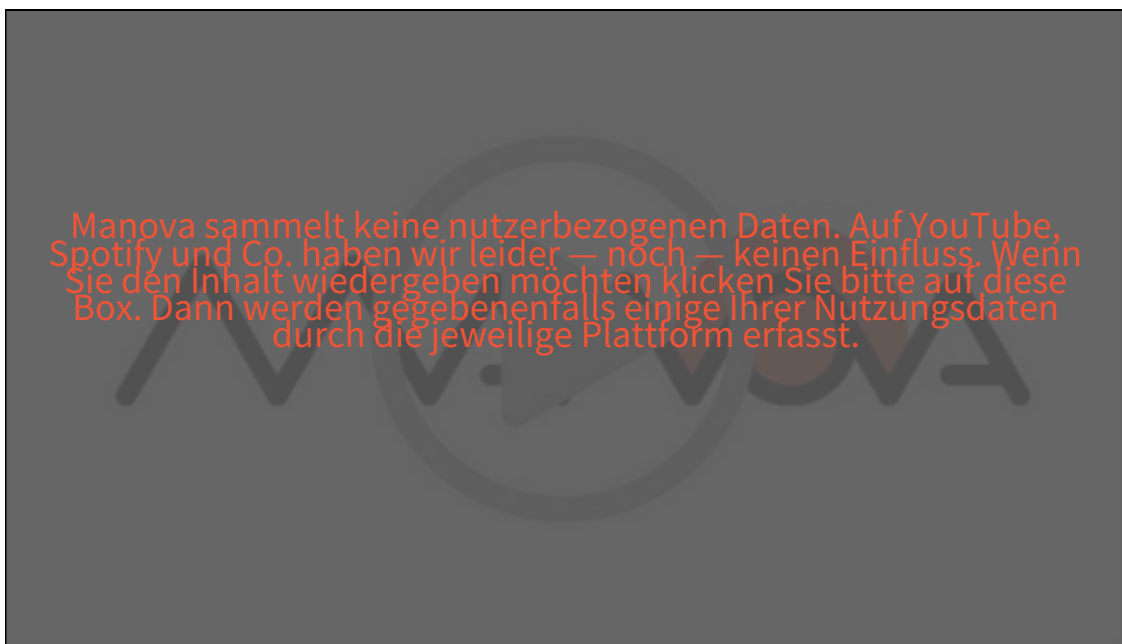 Manova sammelt keine nutzerbezogenen Daten. Auf YouTube,
Spotify und Co. haben wir leider — noch — keinen Einfluss. Wenn
Sie den Inhalt wiedergeben möchten klicken Sie bitte auf diese
Box. Dann werden gegebenenfalls einige Ihrer Nutzungsdaten
durch die jeweilige Plattform erfasst.
MANOVA